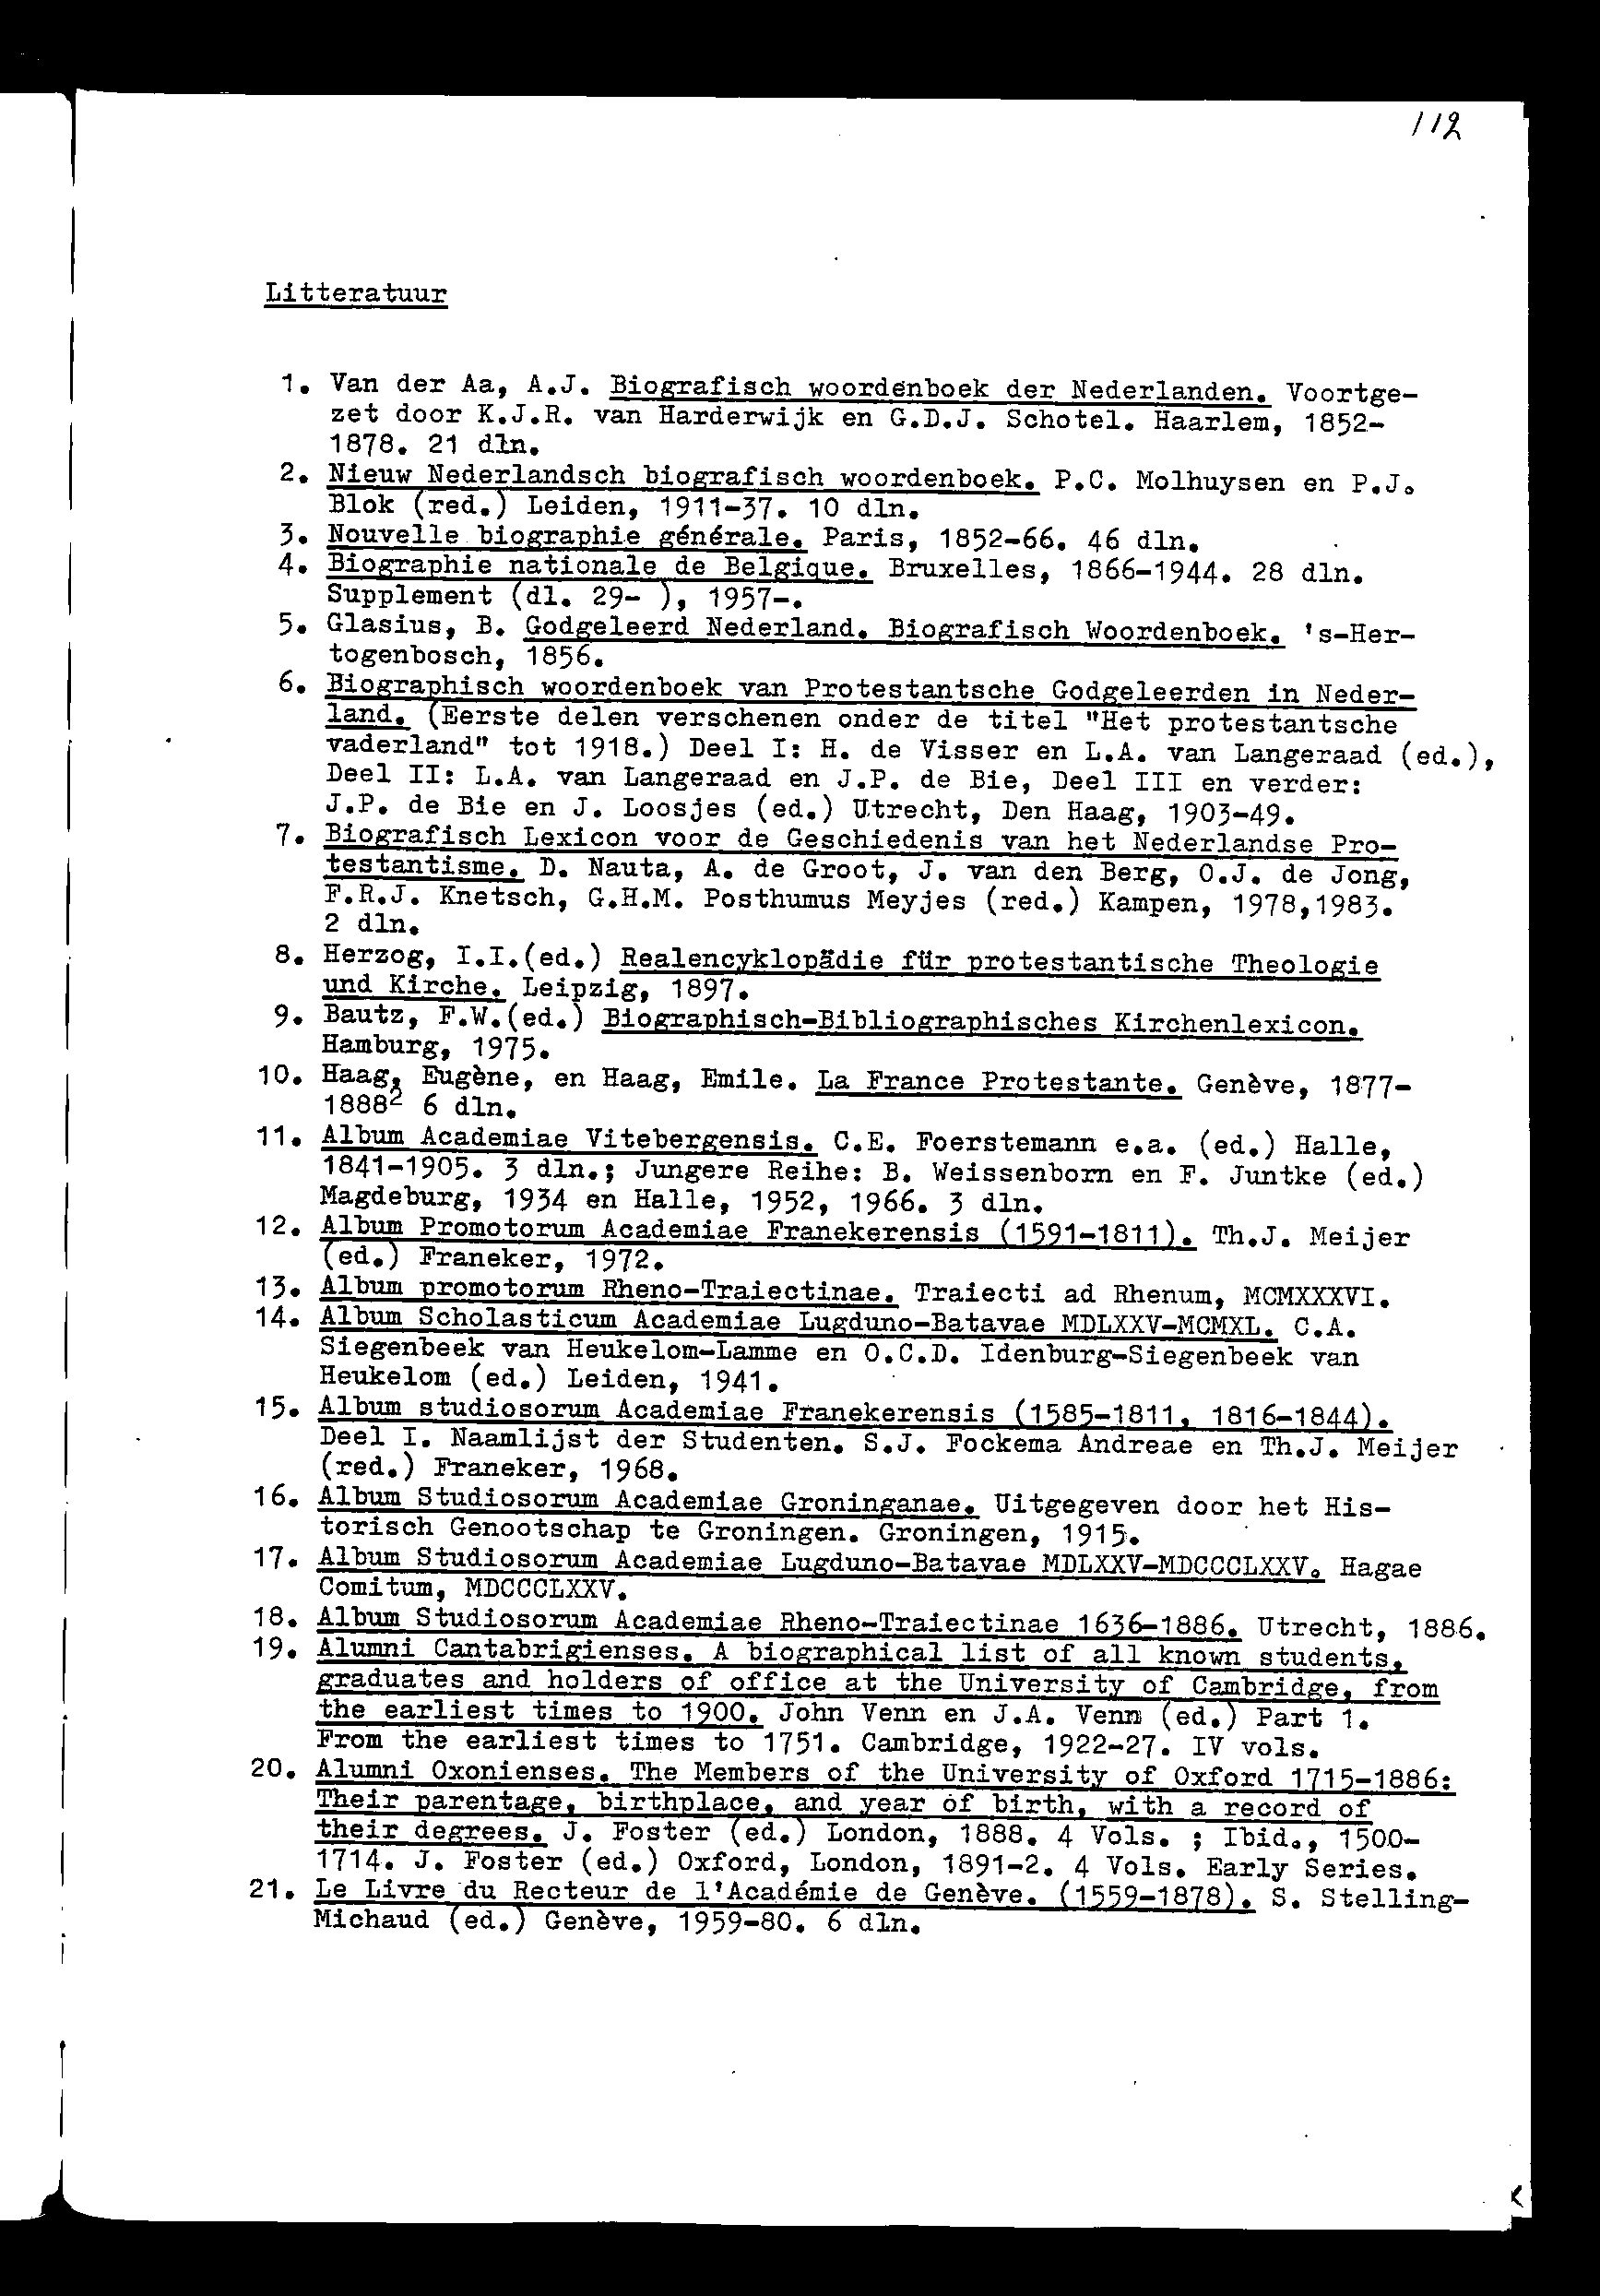 112
Litteratuur
1. Van der Aa, A.J. Biografisch woordenboek der Nederlanden. Voortge-
zet door K.J.R. van Harderwijk en G.D.J. Schotel. Haarlem, 1852-
1878. 21 dln.
2. Nieuw Nederlandsch biografisch woordenboek. P.C. Molhuysen en P.J.
Blok (red.) Leiden, 1911-37. 10 dln.
3. Nouvelle biographie générale. Paris, 1852-66. 46 dln.
4. Biographie nationale de Belgique. Bruxelles, 1866-1944. 28 dln.
Supplement (dl. 29- ), 1957-.
5. Glasius, B. Godgeleerd Nederland. Biografisch Woordenboek. 's-Her-
togenbosch, 1856.
6. Biographisch woordenboek van Protestantsche Godgeleerden in Neder-
land. (Eerste delen verschenen onder de titel "Het protestantsche
vaderland" tot 1918.) Deel I: H. de Visser en L.A. van Langeraad (ed.),
Deel II: L.A. van Langeraad en J.P. de Bie, Deel III en verder:
J.P. de Bie en J. Loosjes (ed.) Utrecht, Den Haag, 1903-49.
7. Biografisch Lexicon voor de Geschiedenis van het Nederlandse Pro-
testantisme. D. Nauta, A. de Groot, J. van den Berg, O.J. de Jong,
F.R.J. Knetsch, G.H.M. Posthumus Meyjes (red.) Kampen, 1978,1983.
2 dln.
8. Herzog, I.I.(ed.) Realencyklopädie für protestantische Theologie
und Kirche. Leipzig, 1897.
9. Bautz, F.W.(ed.) Biographisch-Bibliographisches Kirchenlexicon.
Hamburg, 1975.
10. Haag, Eugène, en Haag, Emile. La France Protestante. Genève, 1877-
1888² 6 dln.
11. Album Academiae Vitebergensis. C.E. Foerstemann e.a. (ed.) Halle,
1841-1905. 3 dln.; Jungere Reihe: B. Weissenborn en F. Juntke (ed.)
Magdeburg, 1934 en Halle, 1952, 1966. 3 dln.
12. Album Promotorum Academiae Franekerensis (1591-1811). Th.J. Meijer
(ed.) Franeker, 1972.
13. Album promotorum Rheno-Traiectinae. Traiecti ad Rhenum, MCMXXXVI.
14. Album Scholasticum Academiae Lugduno-Batavae MDLXXV-MCMXL. C.A.
Siegenbeek van Heukelom-Lamme en O.C.D. Idenburg-Siegenbeek van
Heukelom (ed.) Leiden, 1941.
15. Album studiosorum Academiae Franekerensis (1585-1811, 1816-1844).
Deel I. Naamlijst der Studenten. S.J. Fockema Andreae en Th.J. Meijer
(red.) Franeker, 1968.
16. Album Studiosorum Academiae Groninganae. Uitgegeven door het His-
torisch Genootschap te Groningen. Groningen, 1915.
17. Album Studiosorum Academiae Lugduno-Batavae MDLXXV-MDCCCLXXV. Hagae
Comitum, MDCCCLXXV.
18. Album Studiosorum Academiae Rheno-Traiectinae 1636-1886. Utrecht, 1886.
19. Alumni Cantabrigienses. A biographical list of all known students,
graduates and holders of office at the University of Cambridge, from
the earliest times to 1900. John Venn en J.A. Venn (ed.) Part 1.
From the earliest times to 1751. Cambridge, 1922-27. IV vols.
20. Alumni Oxonienses. The Members of the University of Oxford 1715-1886:
Their parentage, birthplace, and year of birth, with a record of
their degrees. J. Foster (ed.) London, 1888. 4 Vols. ; Ibid., 1500-
1714. J. Foster (ed.) Oxford, London, 1891-2. 4 Vols. Early Series.
21. Le Livre du Recteur de l'Académie de Genève. (1559-1878). S. Stelling-
Michaud (ed.) Genève, 1959-80. 6 dln.